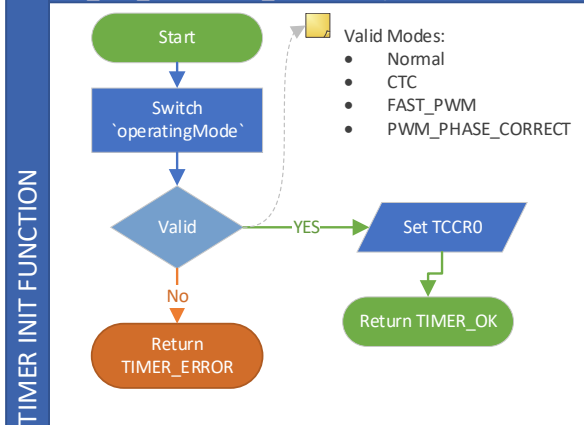 TIMER INIT FUNCTION
Start
Switch
`operatingMode`
Valid Modes:
• Normal
• CTC
• FAST_PWM
• PWM_PHASE_CORRECT
Valid
YES
Set TCCR0
No
Return
TIMER_ERROR
Return TIMER_OK